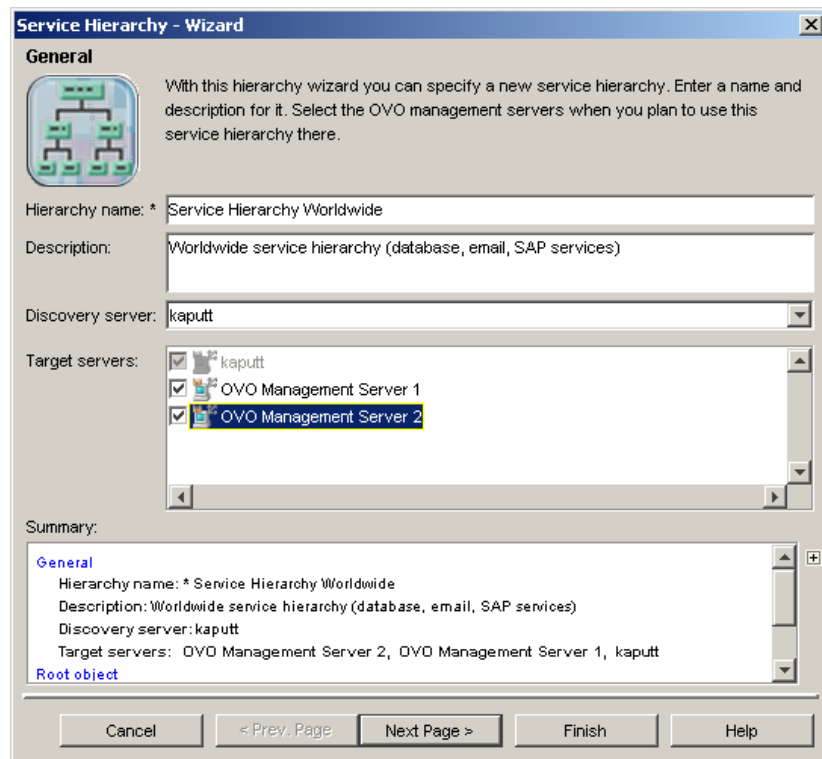 Service Hierarchy - Wizard
General
With this hierarchy wizard you can specify a new service hierarchy. Enter a name and
description for it. Select the OVO management servers when you plan to use this
service hierarchy there.
Hierarchy name: * Service Hierarchy Worldwide
Description: Worldwide service hierarchy (database, email, SAP services)
Discovery server: kaputt
Target servers: kaputt
OVO Management Server 1
OVO Management Server 2
Summary:
General
Hierarchy name: * Service Hierarchy Worldwide
Description: Worldwide service hierarchy (database, email, SAP services)
Discovery server: kaputt
Target servers: OVO Management Server 2, OVO Management Server 1, kaputt
Root object
Cancel < Prev. Page Next Page > Finish Help